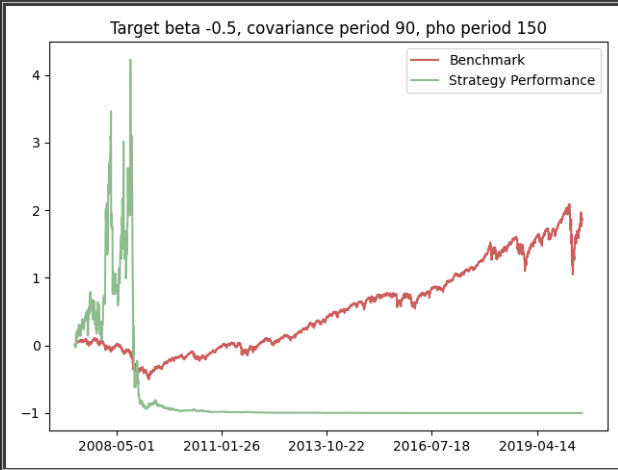 Target beta -0.5, covariance period 90, pho period 150
Benchmark
Strategy Performance
4
3
2
1
0
−1
2008-05-01 2011-01-26 2013-10-22 2016-07-18 2019-04-14